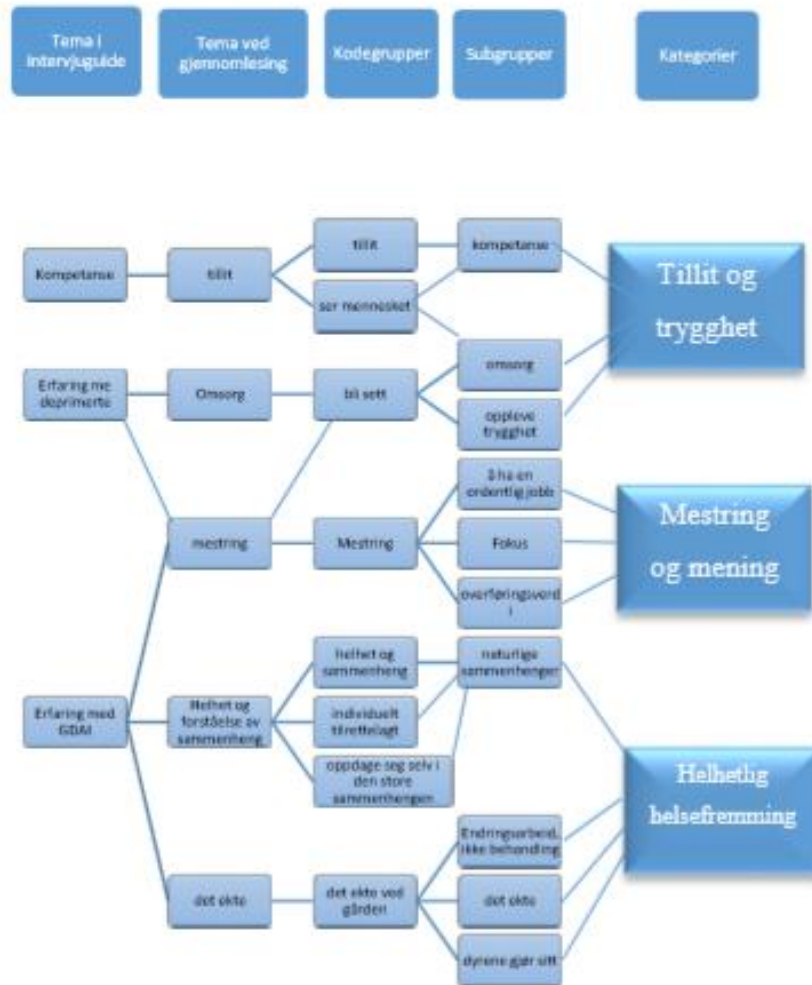 Tema i
intervjuguide
Tema ved
gjennomlesing
Kodegrupper
Subgrupper
Kategorier
Kompetanse
tillit
tillit
ser mennesket
kompetanse
Tillit og
trygghet
Erfaring me
deprimerte
Omsorg
bli sett
omsorg
oppleve
trygghet
mestring
Mestring
å ha en
ordentlig jobb
Fokus
overføringsverd
i
Mestring
og mening
Erfaring med
GDAI
Helhet og
forståelse av
sammenheng
helhet og
sammenheng
individuelt
tilrettelagt
oppdage seg selv i
den store
sammenhengen
naturlige
sammenhenger
Helhetlig
helsefremming
det ekte
det ekte ved
gården
Endringsarbeid,
ikke behandling
det ekte
dyrene gjør sitt